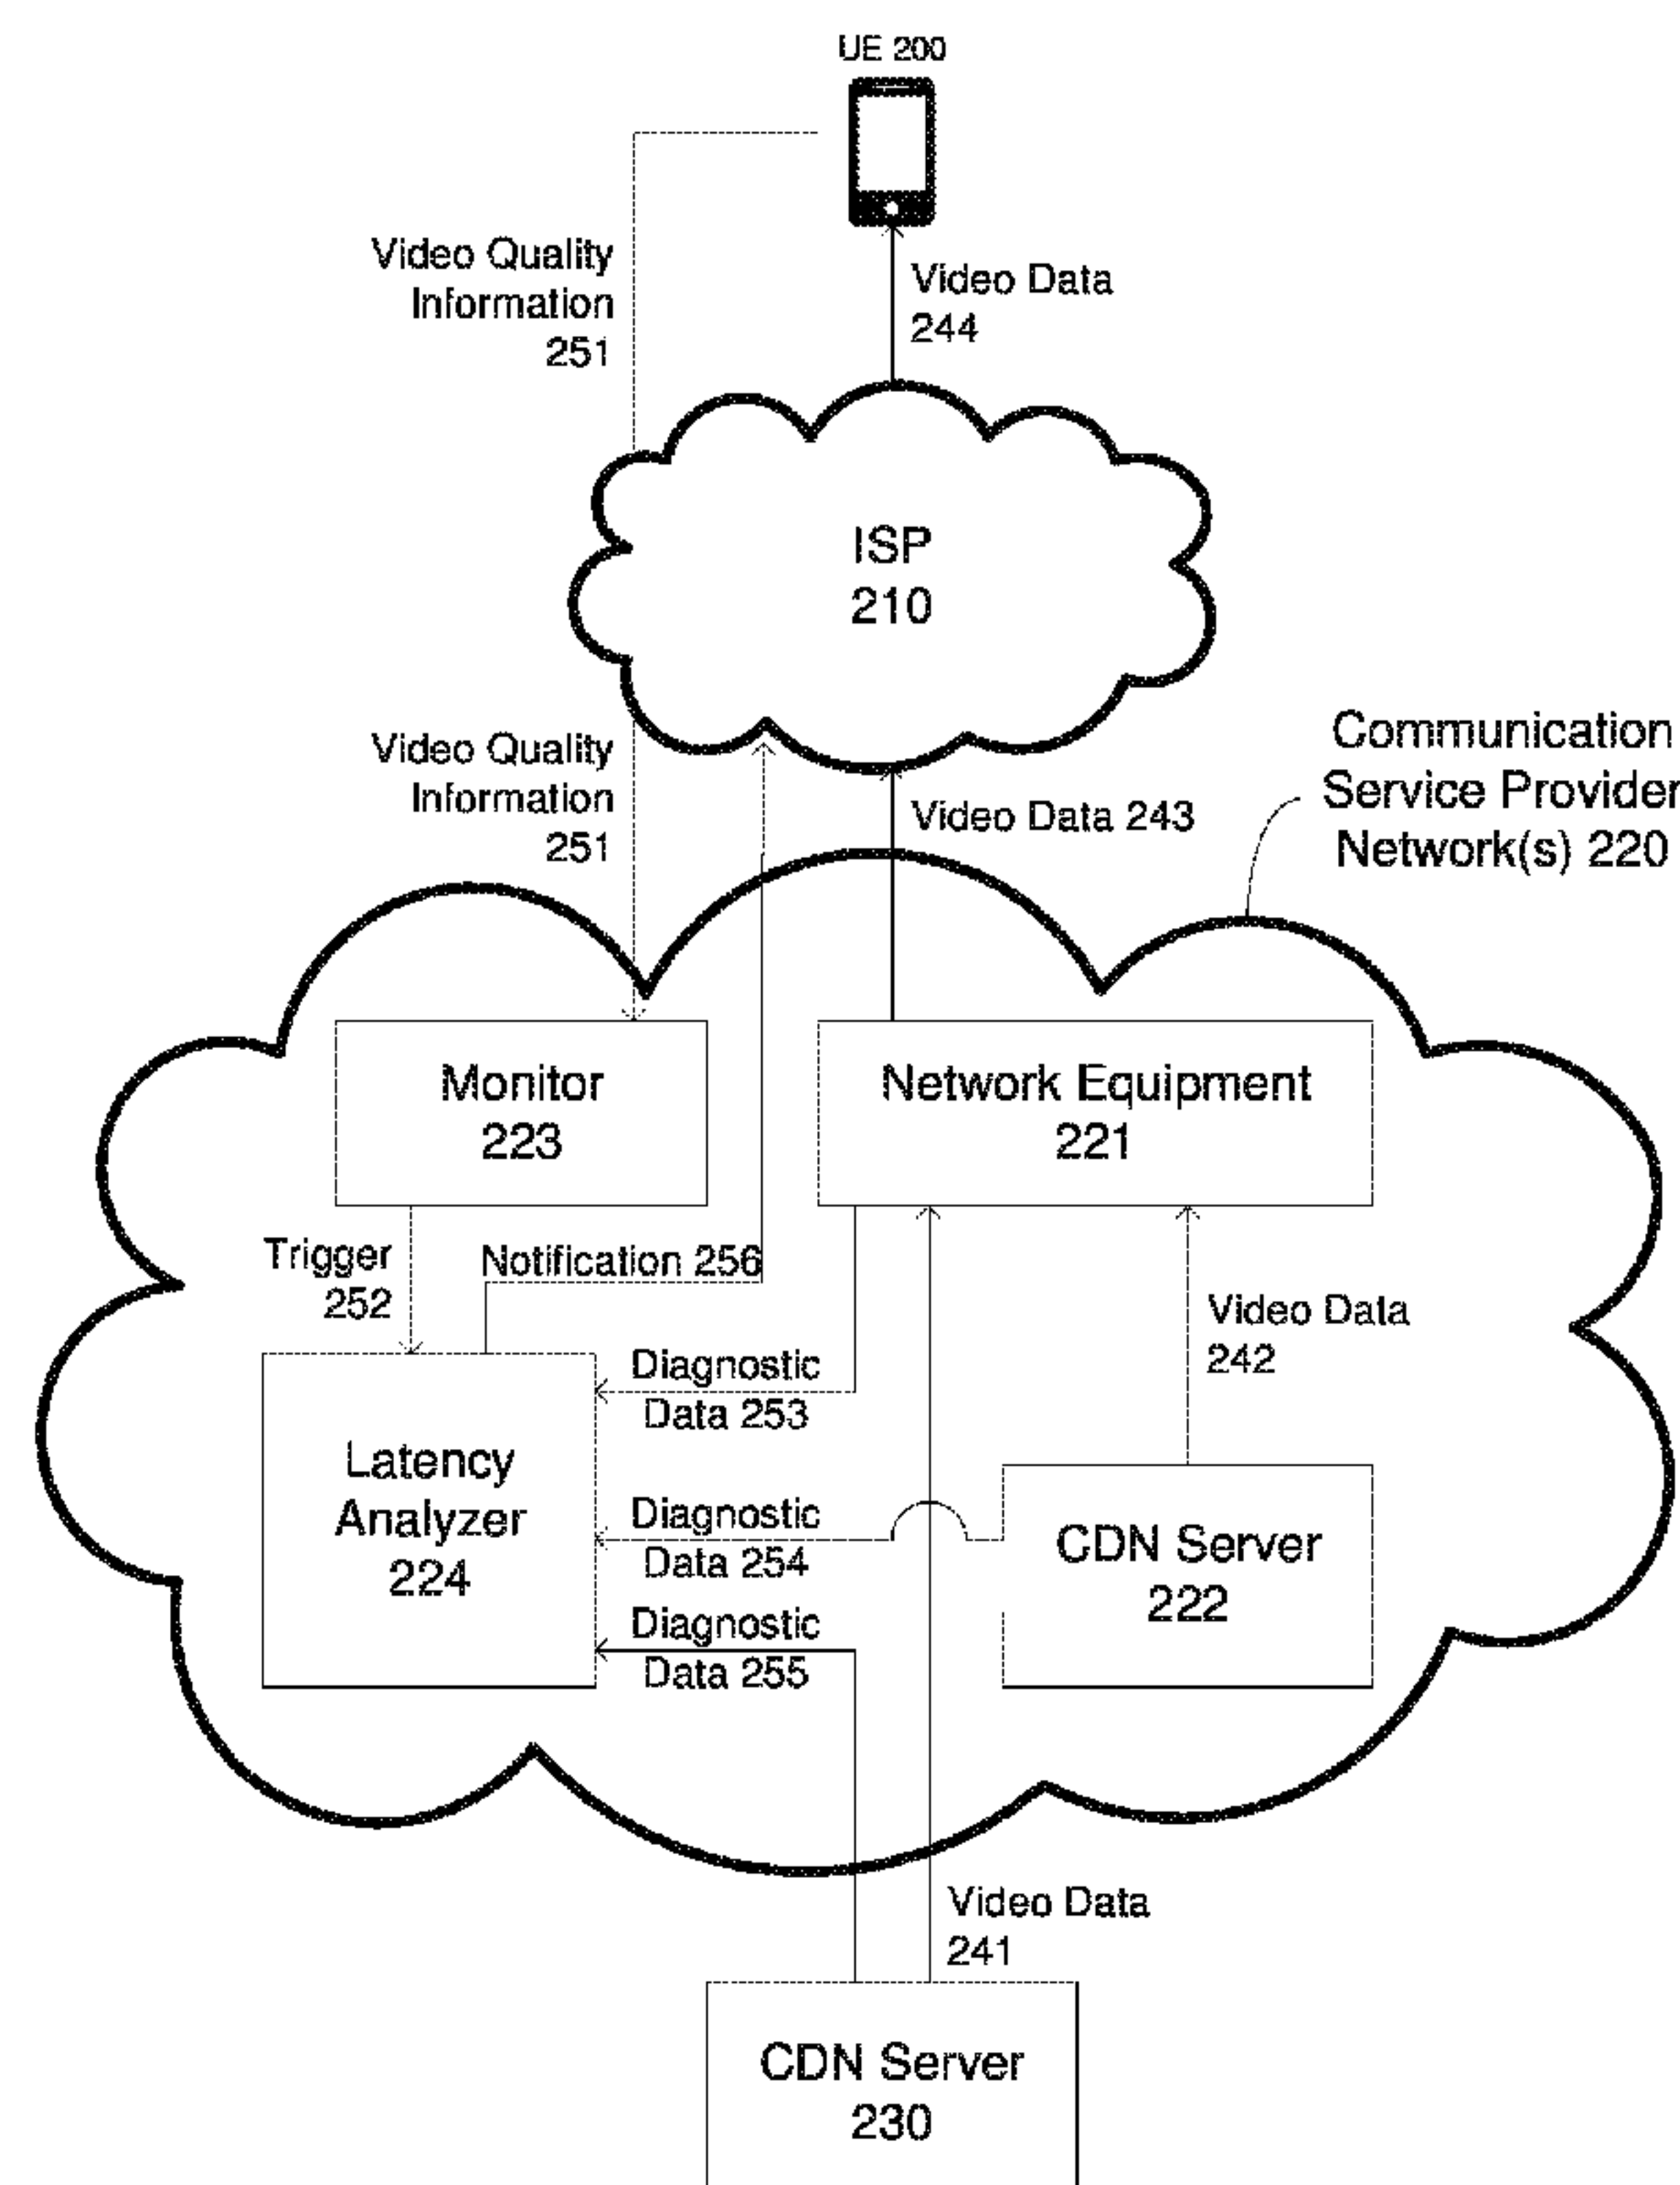 UE 200
Video Quality
Information
251
Video Data
244
ISP
210
Video Quality
Information
251
Video Data 243
Communication
Service Provider
Network(s) 220
Monitor
223
Network Equipment
221
Trigger
252
Notification 256
Video Data
242
Diagnostic
Data 253
Latency
Analyzer
224
Diagnostic
Data 254
CDN Server
222
Diagnostic
Data 255
Video Data
241
CDN Server
230